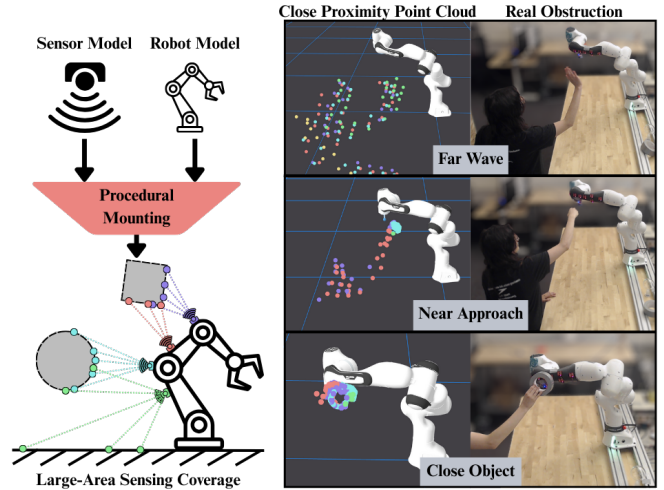 Sensor Model
Robot Model
Procedural
Mounting
Large-Area Sensing Coverage
Close Proximity Point Cloud
Real Obstruction
Far Wave
Near Approach
Close Object